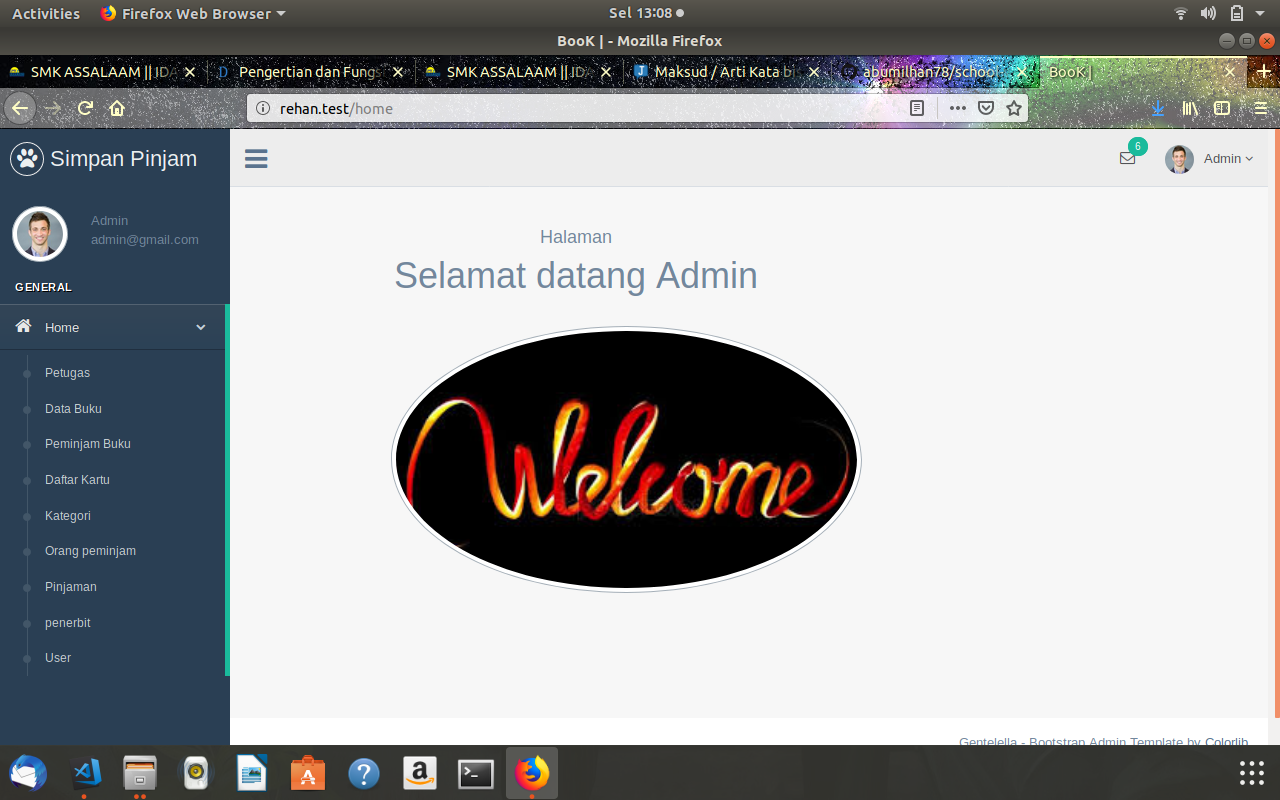 Activities Firefox Web Browser Sel 13:08
BooK | - Mozilla Firefox
SMK ASSALAAM || IDA Pengertian dan Fungs SMK ASSALAAM || IDA Maksud / Arti Kata bi abumilhan78/school BooK |
rehan.test/home
Simpan Pinjam
6
Admin
Admin
admin@gmail.com
Halaman
Selamat datang Admin
GENERAL
Home
Welcome
Petugas
Data Buku
Peminjam Buku
Daftar Kartu
Kategori
Orang peminjam
Pinjaman
penerbit
User
Gentelella - Bootstrap Admin Template by Colorlib